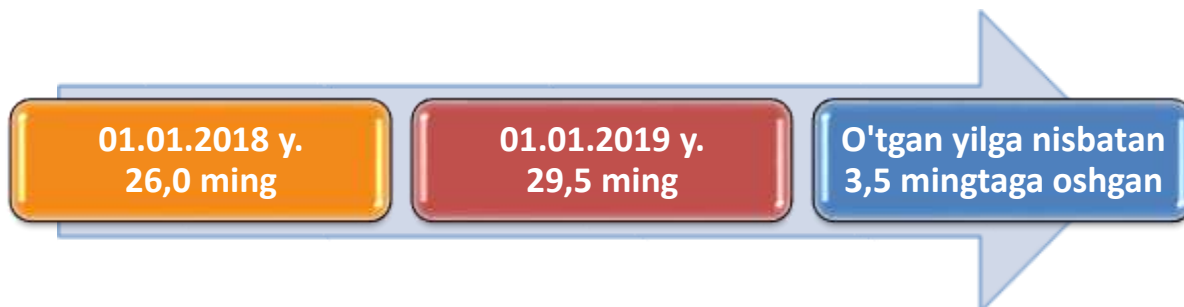 01.01.2018 y.
26,0 ming
01.01.2019 y.
29,5 ming
O'tgan yilga nisbatan
3,5 mingtaga oshgan